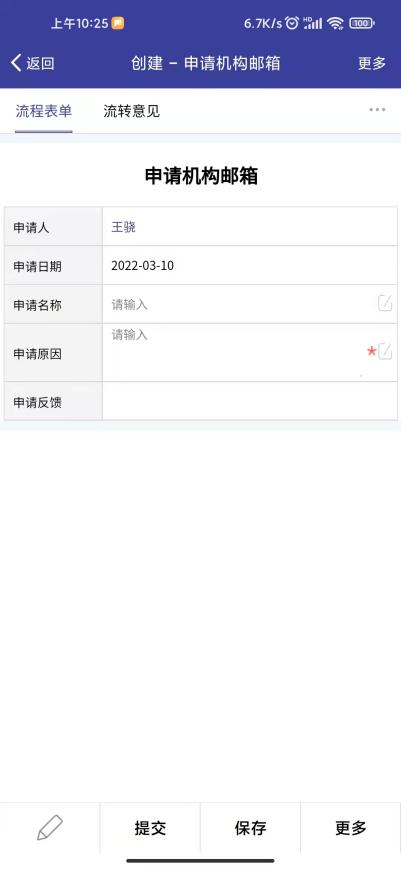 上午10:25 6.7K/s HD 100
返回 创建 - 申请机构邮箱 更多
流程表单 流转意见 ...
申请机构邮箱
申请人 王骁
申请日期 2022-03-10
申请名称 请输入
请输入
申请原因 *
申请反馈
提交 保存 更多